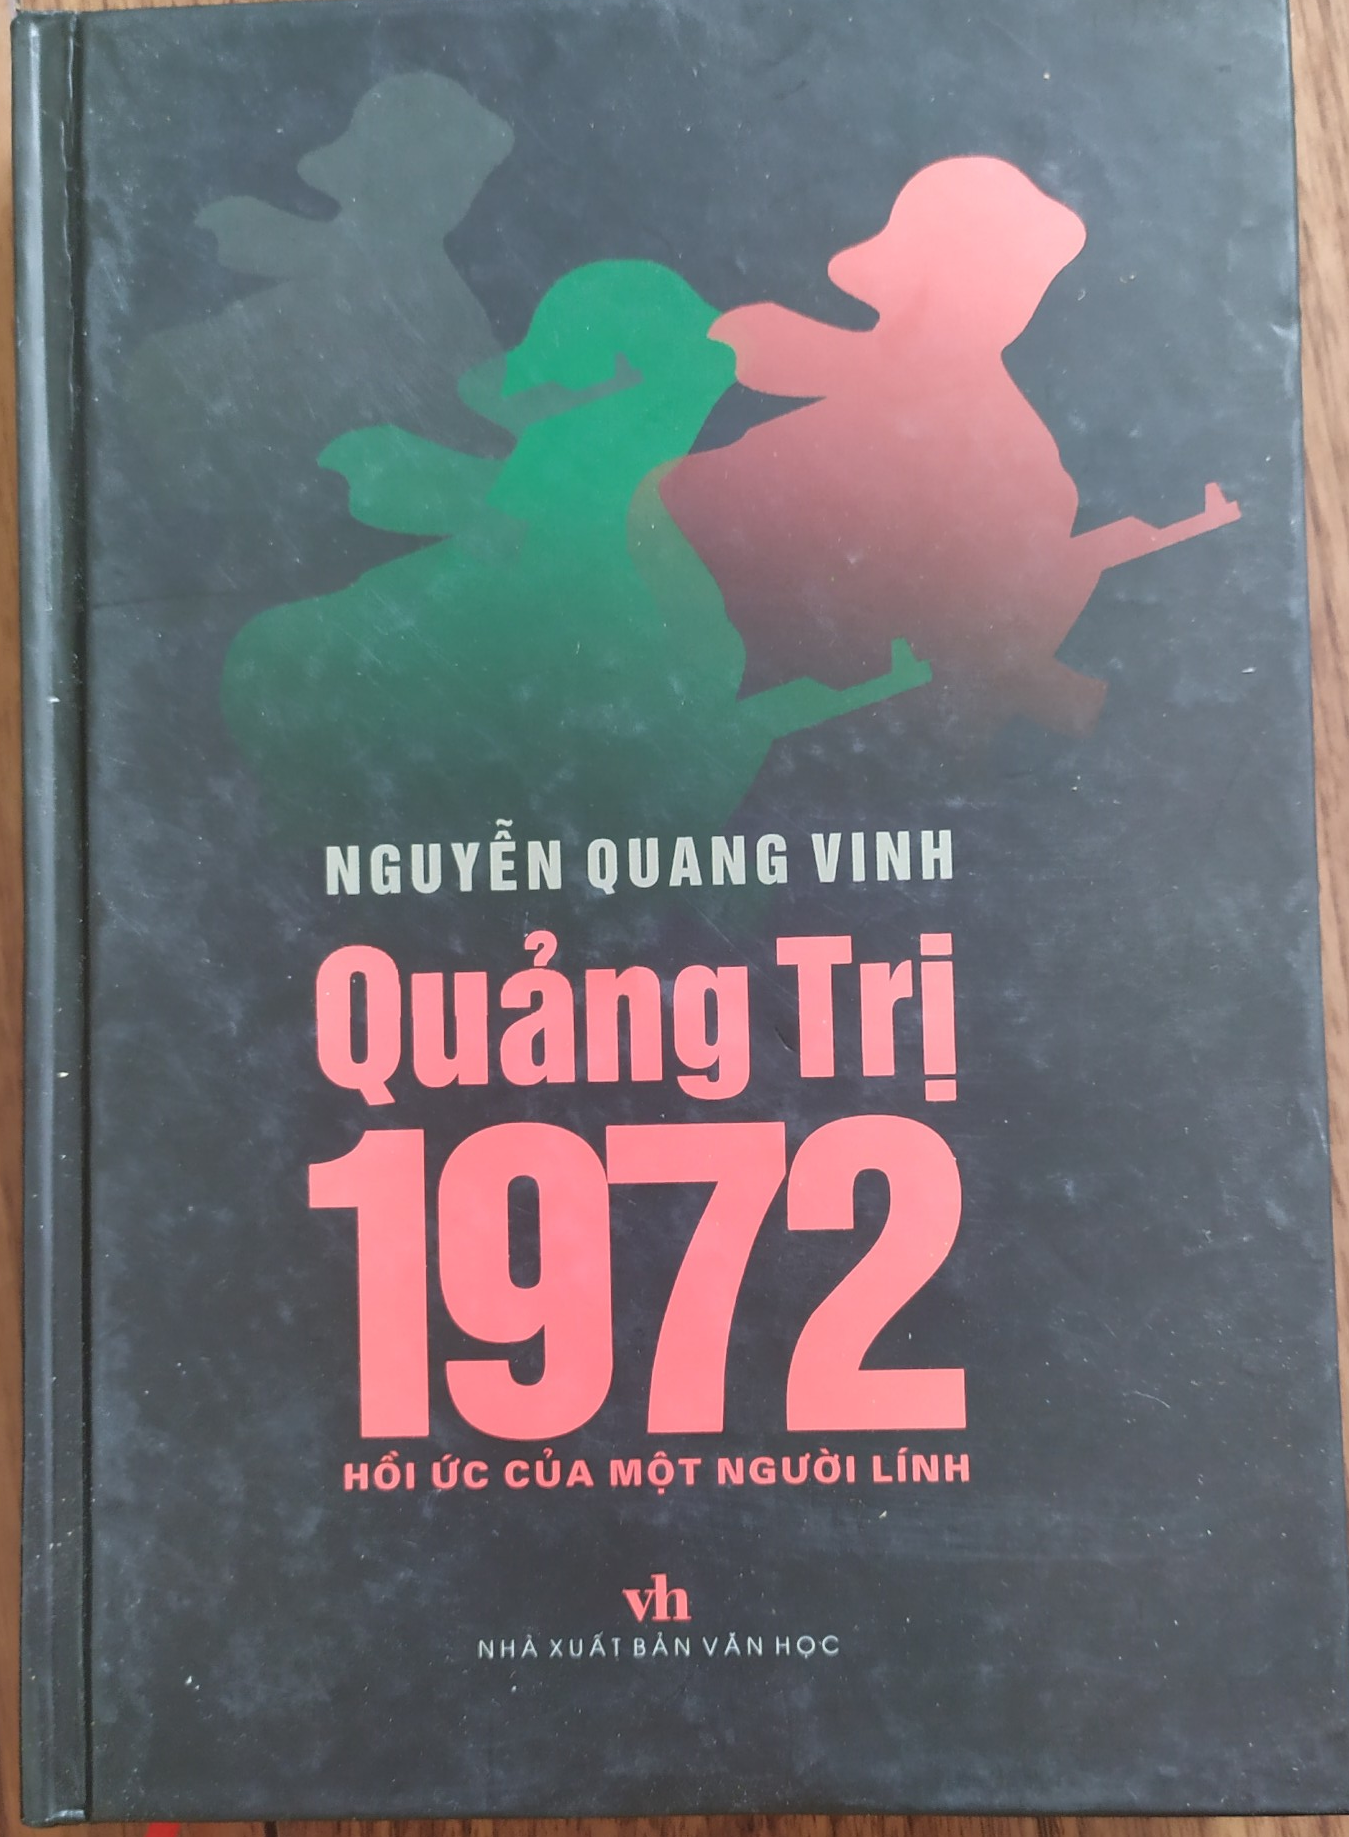 NGUYỄN QUANG VINH
Quảng Trị
1972
HỒI ỨC CỦA MỘT NGƯỜI LÍNH
vh
NHÀ XUẤT BẢN VĂN HỌC